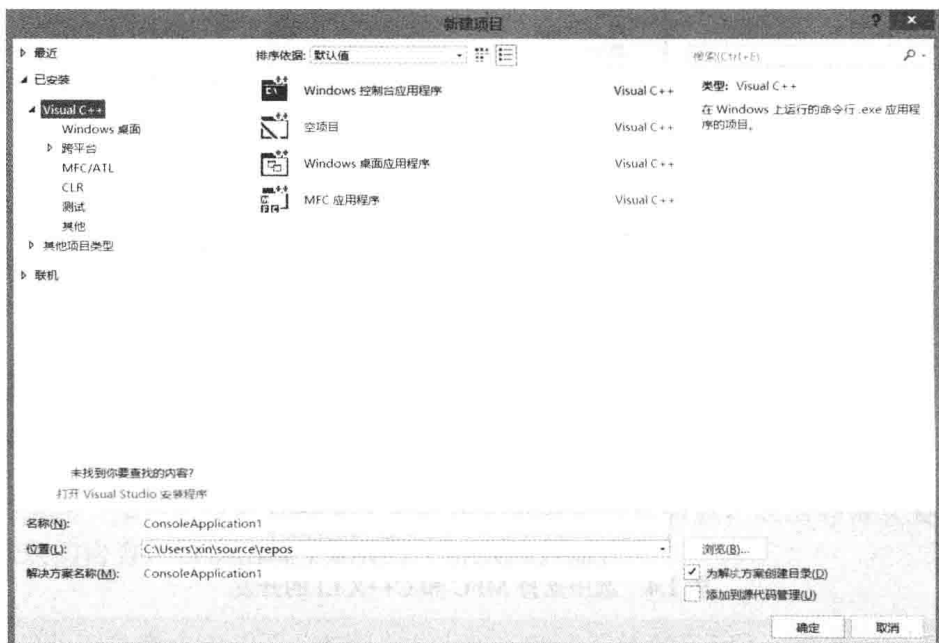 新建项目
?
×
最近
已安装
Visual C++
Windows 桌面
跨平台
MFC/ATL
CLR
测试
其他
其他项目类型
联机
未找到你要查找的内容?
打开 Visual Studio 安装程序
排序依据: 默认值
Windows 控制台应用程序 Visual C++
空项目 Visual C++
Windows 桌面应用程序 Visual C++
MFC 应用程序 Visual C++
搜索(Ctrl+E)
类型: Visual C++
在 Windows 上运行的命令行 .exe 应用程
序的项目。
名称(N): ConsoleApplication1
位置(L): C:\Users\xin\source\repos
浏览(B)...
解决方案名称(M): ConsoleApplication1
为解决方案创建目录(D)
添加到源代码管理(U)
确定
取消